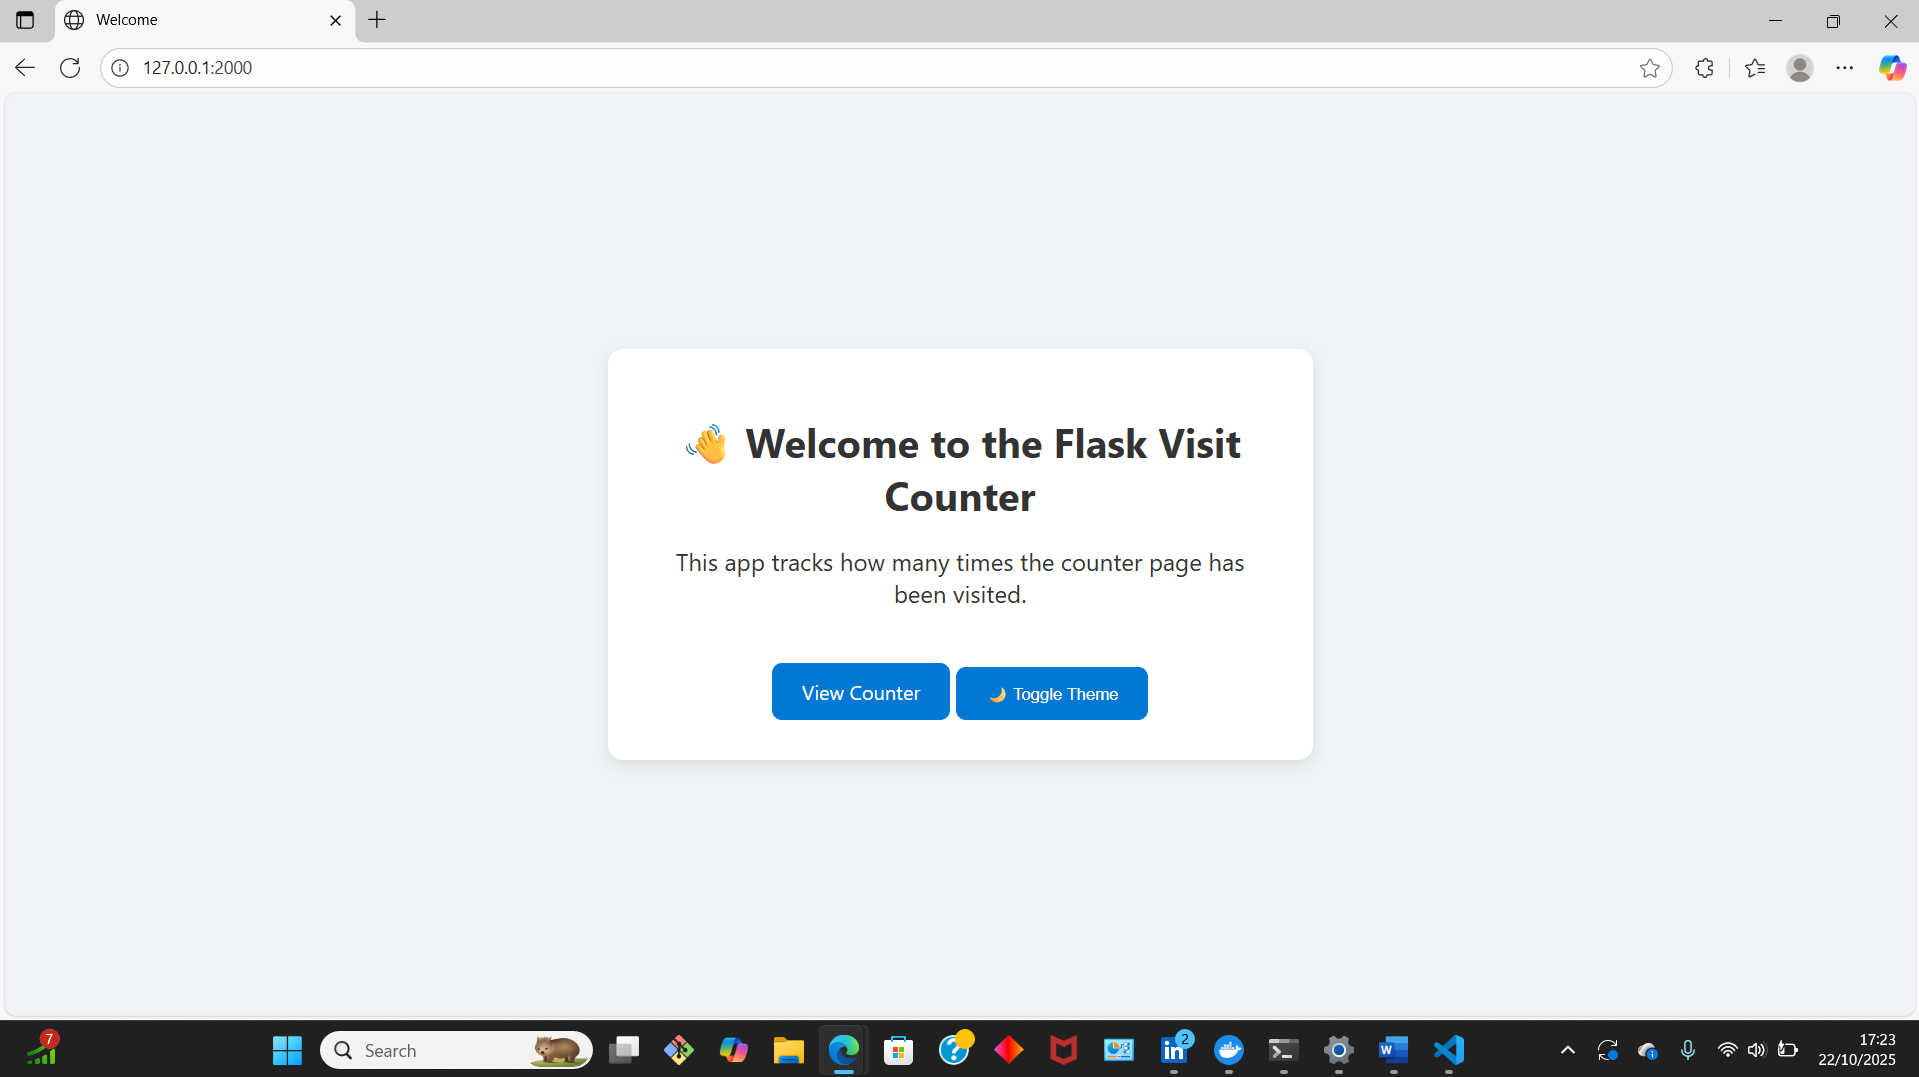 Welcome
127.0.0.1:2000
👋 Welcome to the Flask Visit
Counter
This app tracks how many times the counter page has
been visited.
View Counter
🌙 Toggle Theme
7
Search
2
17:23
22/10/2025